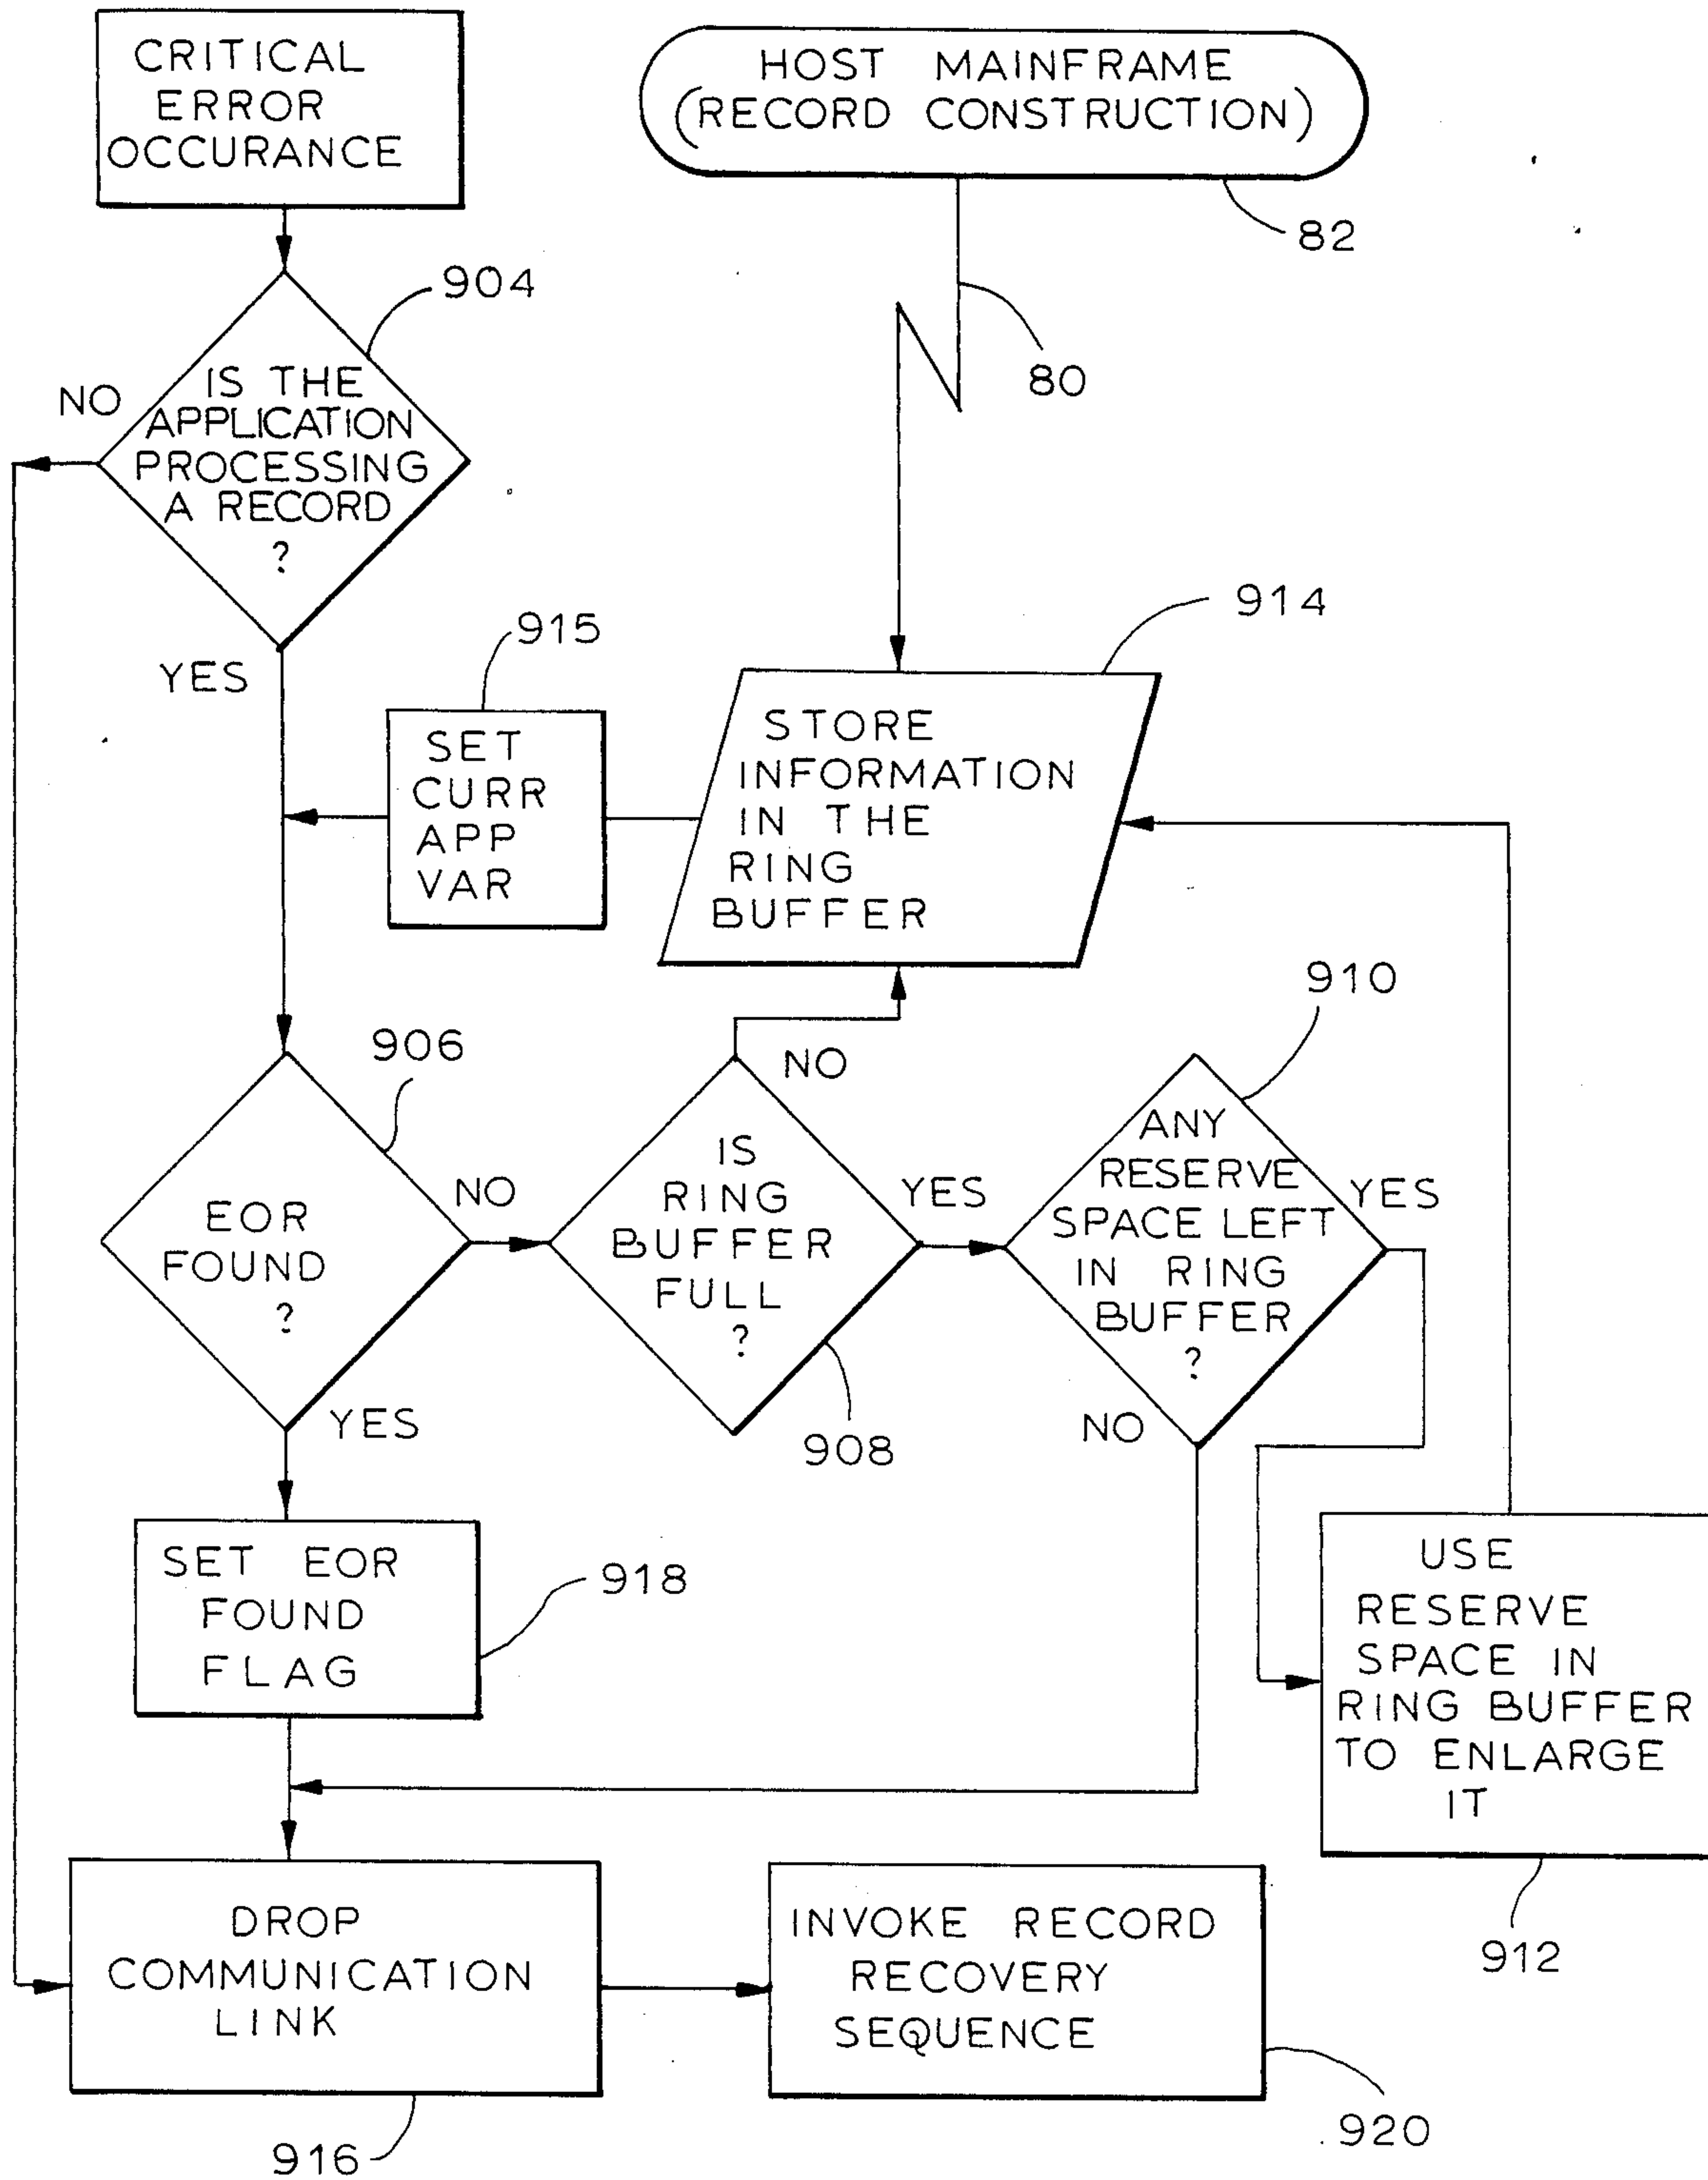 CRITICAL
ERROR
OCCURANCE
HOST MAINFRAME
(RECORD CONSTRUCTION)
82
904
80
NO
IS THE
APPLICATION
PROCESSING
A RECORD
?
YES
915
914
SET
CURR
APP
VAR
STORE
INFORMATION
IN THE
RING
BUFFER
906
910
NO
EOR
FOUND
?
NO
IS
RING
BUFFER
FULL
?
YES
ANY
RESERVE
SPACE LEFT
IN RING
BUFFER
?
YES
YES
908
NO
SET EOR
FOUND
FLAG
918
USE
RESERVE
SPACE IN
RING BUFFER
TO ENLARGE
IT
912
DROP
COMMUNICATION
LINK
INVOKE RECORD
RECOVERY
SEQUENCE
916
920